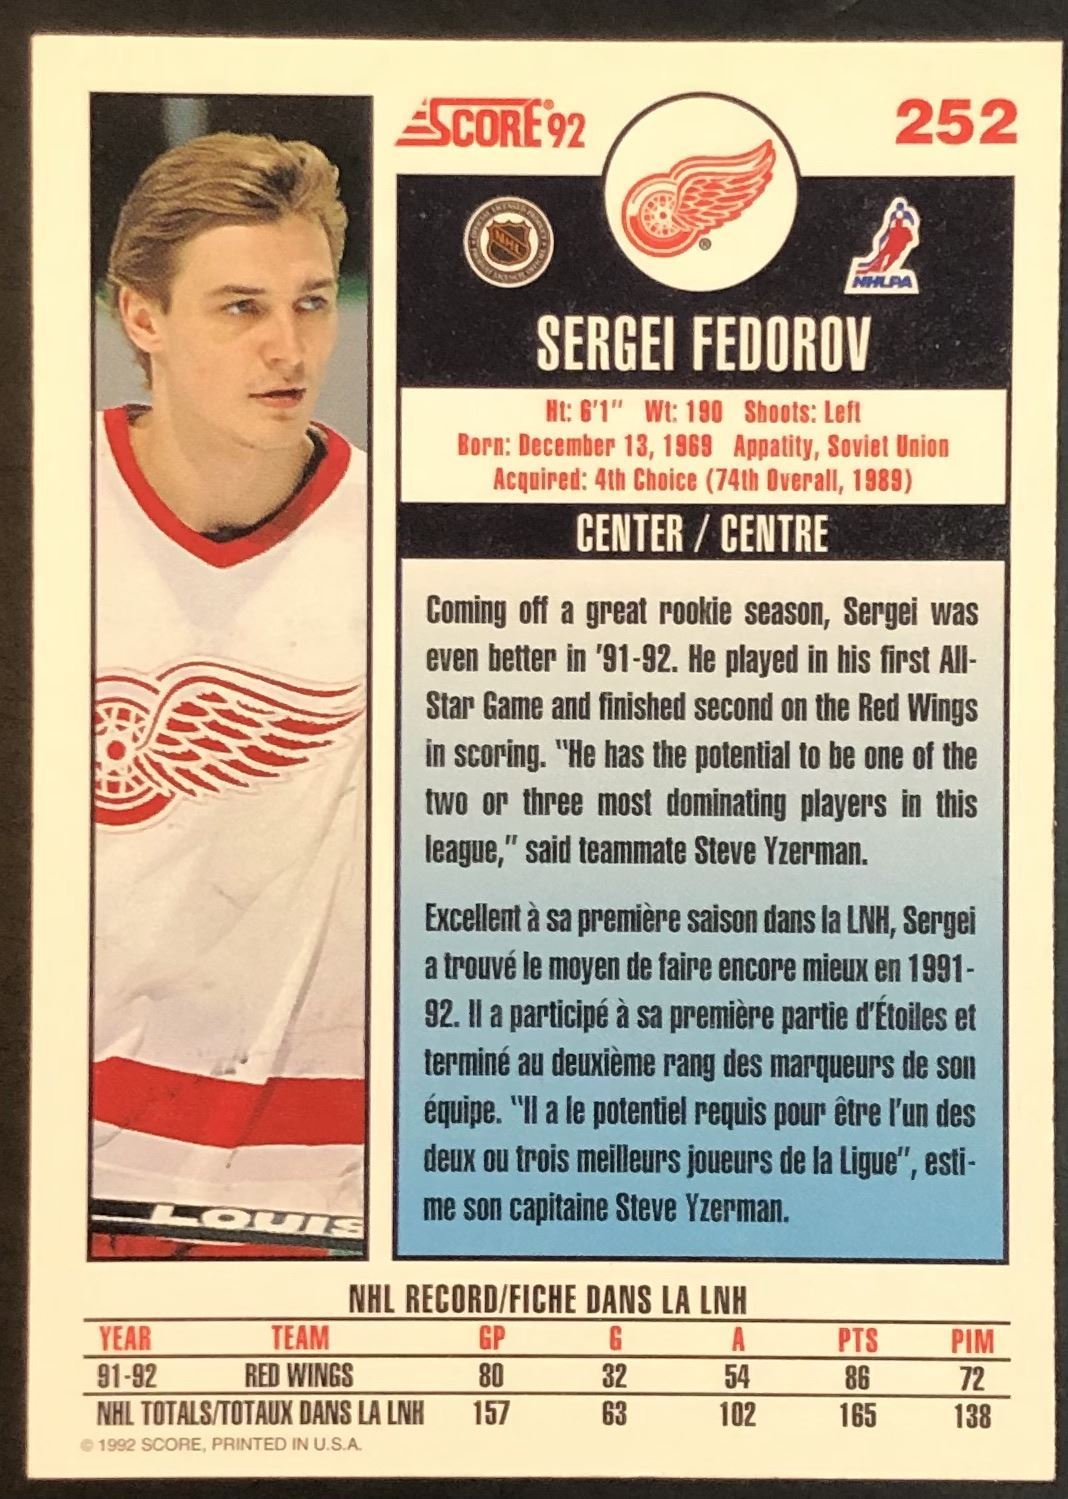 SCORE®'92
252
NHL
®
NHLPA
SERGEI FEDOROV
Ht: 6'1" Wt: 190 Shoots: Left
Born: December 13, 1969 Appatity, Soviet Union
Acquired: 4th Choice (74th Overall, 1989)
CENTER / CENTRE
Coming off a great rookie season, Sergei was
even better in '91-92. He played in his first All-
Star Game and finished second on the Red Wings
in scoring. "He has the potential to be one of the
two or three most dominating players in this
league," said teammate Steve Yzerman.
Excellent à sa première saison dans la LNH, Sergei
a trouvé le moyen de faire encore mieux en 1991-
92. Il a participé à sa première partie d'Étoiles et
terminé au deuxième rang des marqueurs de son
équipe. "Il a le potentiel requis pour être l'un des
deux ou trois meilleurs joueurs de la Ligue", esti-
me son capitaine Steve Yzerman.
LOUIS
NHL RECORD/FICHE DANS LA LNH
YEAR TEAM GP G A PTS PIM
91-92 RED WINGS 80 32 54 86 72
NHL TOTALS/TOTAUX DANS LA LNH 157 63 102 165 138
© 1992 SCORE, PRINTED IN U.S.A.